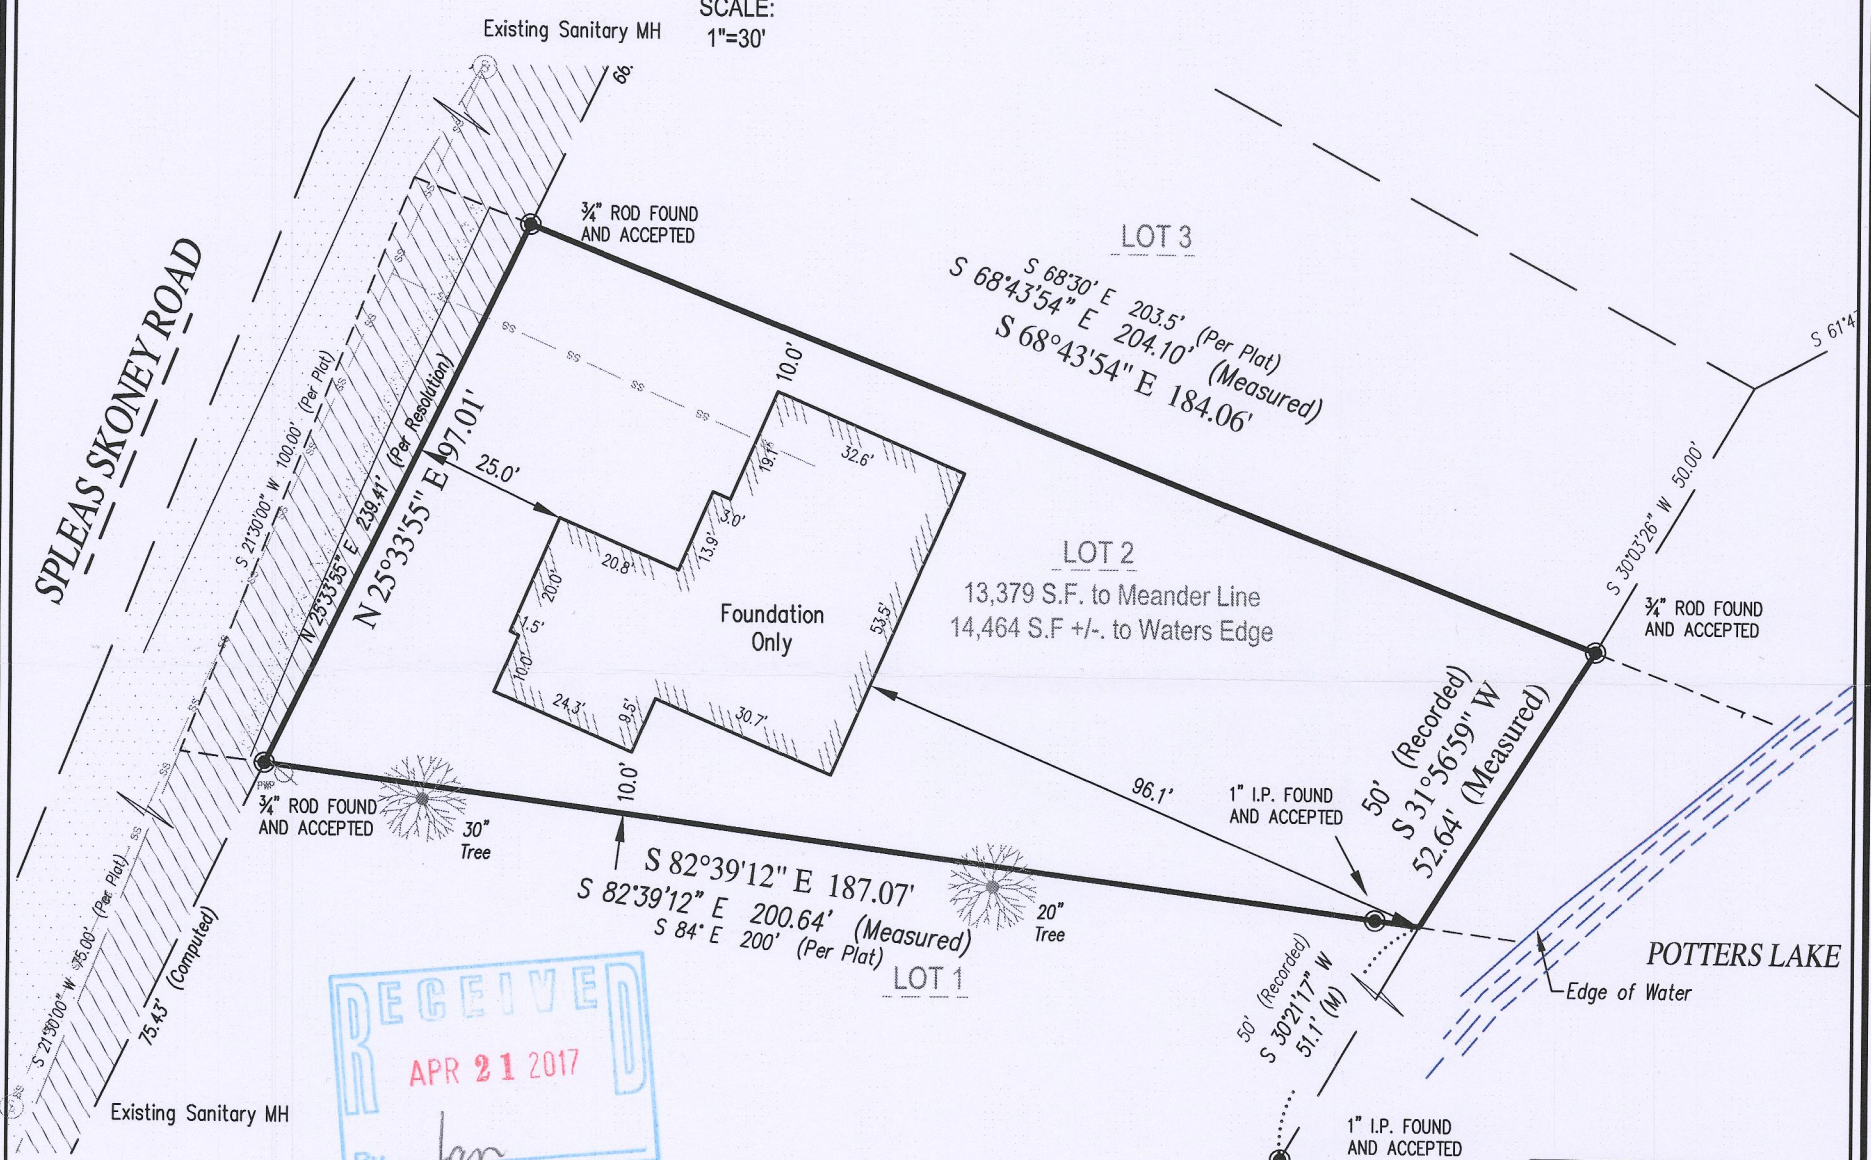 SCALE:
1"=30'
Existing Sanitary MH
66.
¾" ROD FOUND
AND ACCEPTED
LOT 3
S 68°30' E 203.5' (Per Plat)
S 68°43'54" E 204.10' (Measured)
S 68°43'54" E 184.06'
S 61°4
S 30°03'26" W 50.00'
¾" ROD FOUND
AND ACCEPTED
SPLEAS SKONEY ROAD
S 21°30'00" W 100.00' (Per Plat)
N 25°33'55" E 239.41' (Per Resolution)
N 25°33'55" E 97.01'
SS SS SS SS
25.0'
10.0'
19.1'
32.6'
3.0'
13.9'
20.8'
20.0'
1.5'
10.0'
24.3'
9.5'
30.7'
53.5'
Foundation
Only
LOT 2
13,379 S.F. to Meander Line
14,464 S.F +/-. to Waters Edge
96.1'
1" I.P. FOUND
AND ACCEPTED
50' (Recorded)
S 31°56'59" W
52.64' (Measured)
PWP
¾" ROD FOUND
AND ACCEPTED
30"
Tree
10.0'
S 82°39'12" E 187.07'
S 82°39'12" E 200.64' (Measured)
S 84° E 200' (Per Plat)
LOT 1
20"
Tree
POTTERS LAKE
Edge of Water
50' (Recorded)
S 30°21'17" W
51.1' (M)
S 21°30'00" W 75.00' (Per Plat)
75.43' (Computed)
Existing Sanitary MH
RECEIVED
APR 21 2017
1" I.P. FOUND
AND ACCEPTED